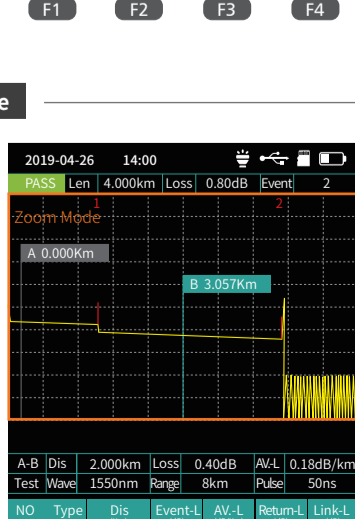 F1 F2 F3 F4
e
2019-04-26 14:00
PASS Len 4.000km Loss 0.80dB Event 2
1 2
Zoom Mode
A 0.000Km
B 3.057Km
A-B Dis 2.000km Loss 0.40dB AV-L 0.18dB/km
Test Wave 1550nm Range 8km Pulse 50ns
NO Type Dis Event-L AV.-L Return-L Link-L